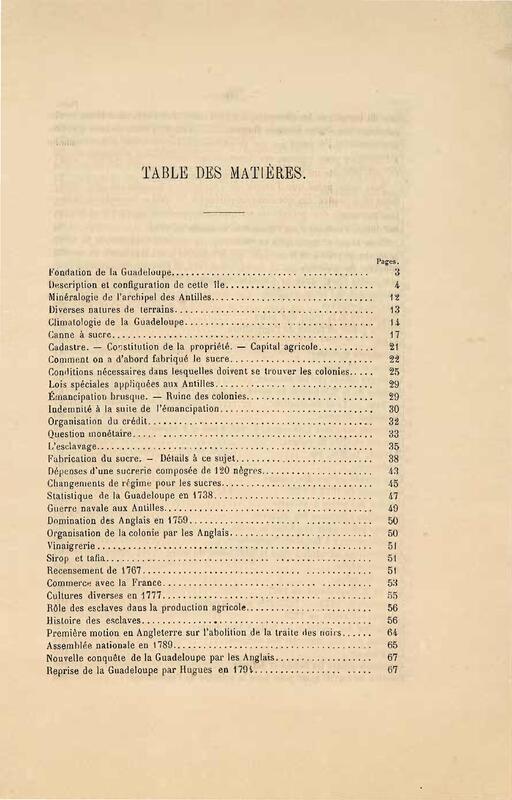 TABLE DES MATIÈRES.
Pages.
Fondation de la Guadeloupe........................ .............. 3
Description et configuration de cette île............................... 4
Minéralogie de l'archipel des Antilles................................. 12
Diverses natures de terrains.......................................... 13
Climatologie de la Guadeloupe........................................ 14
Canne à sucre....................................................... 17
Cadastre. — Constitution de la propriété. — Capital agricole........... 21
Comment on a d'abord fabriqué le sucre.............................. 22
Conditions nécessaires dans lesquelles doivent se trouver les colonies..... 25
Lois spéciales appliquées aux Antilles................................. 29
Émancipation brusque. — Ruine des colonies.......................... 29
Indemnité à la suite de l'émancipation................................ 30
Organisation du crédit............................................... 32
Question monétaire..... ............................................. 33
L'esclavage......................................................... 35
Fabrication du sucre. — Détails à ce sujet............................. 38
Dépenses d'une sucrerie composée de 120 nègres....................... 43
Changements de régime pour les sucres............................... 45
Statistique de la Guadeloupe en 1738.................................. 47
Guerre navale aux Antilles........................................... 49
Domination des Anglais en 1759...................................... 50
Organisation de la colonie par les Anglais............................. 50
Vinaigrerie......................................................... 51
Sirop et tafia....................................................... 51
Recensement de 1767................................................ 51
Commerce avec la France............................................ 53
Cultures diverses en 1777............................................ 55
Rôle des esclaves dans la production agricole.......................... 56
Histoire des esclaves................................................. 56
Première motion en Angleterre sur l'abolition de la traite des noirs...... 64
Assemblée nationale en 1789.......................................... 65
Nouvelle conquête de la Guadeloupe par les Anglais.................... 67
Reprise de la Guadeloupe par Hugues en 1794................. ..... 67